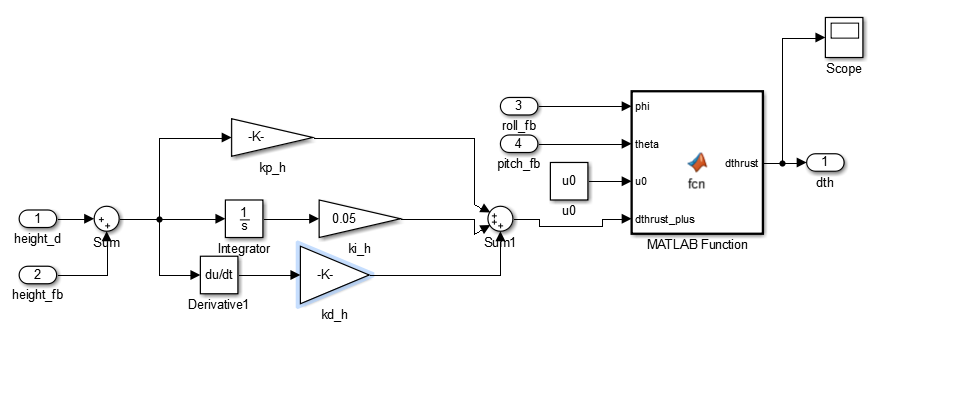 Scope
3
roll_fb
phi
4
pitch_fb
theta
dthrust
1
dth
fcn
u0
u0
u0
dthrust_plus
MATLAB Function
-K-
kp_h
1
height_d
Sum
1
s
Integrator
0.05
ki_h
Sum1
2
height_fb
du/dt
Derivative1
-K-
kd_h